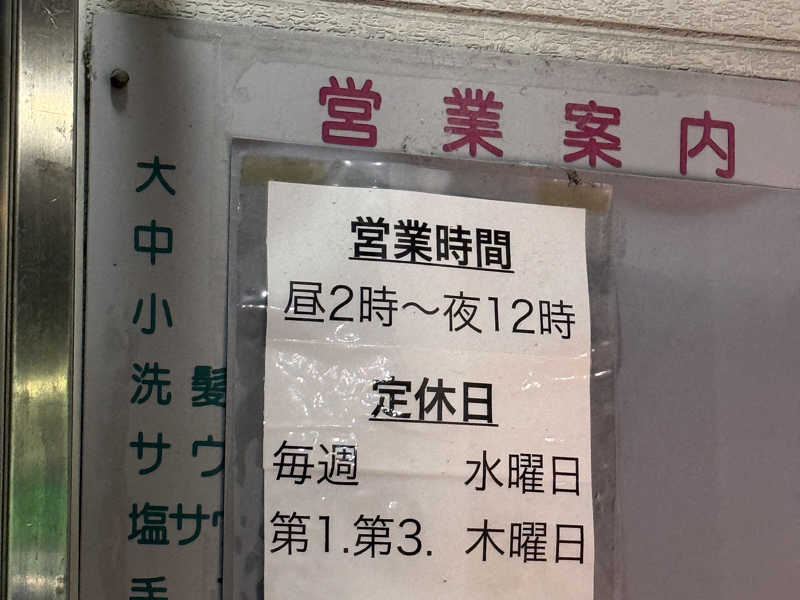 営業案内
大
中
小
洗髪
サウ
塩サウ
営業時間
昼2時～夜12時
定休日
毎週 水曜日
第1.第3. 木曜日